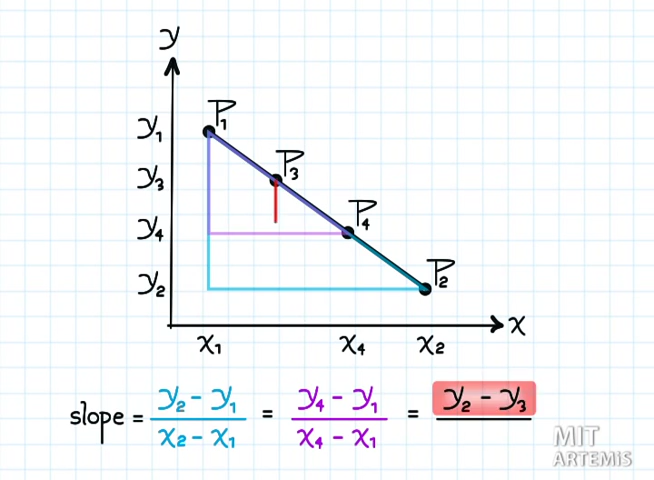 y
y₁
P₁
y₃
P₃
y₄
P₄
y₂
P₂
x
x₁
x₄
x₂
slope = (y₂ - y₁)/(x₂ - x₁) = (y₄ - y₁)/(x₄ - x₁) = y₂ - y₃
MIT
ARTEMiS